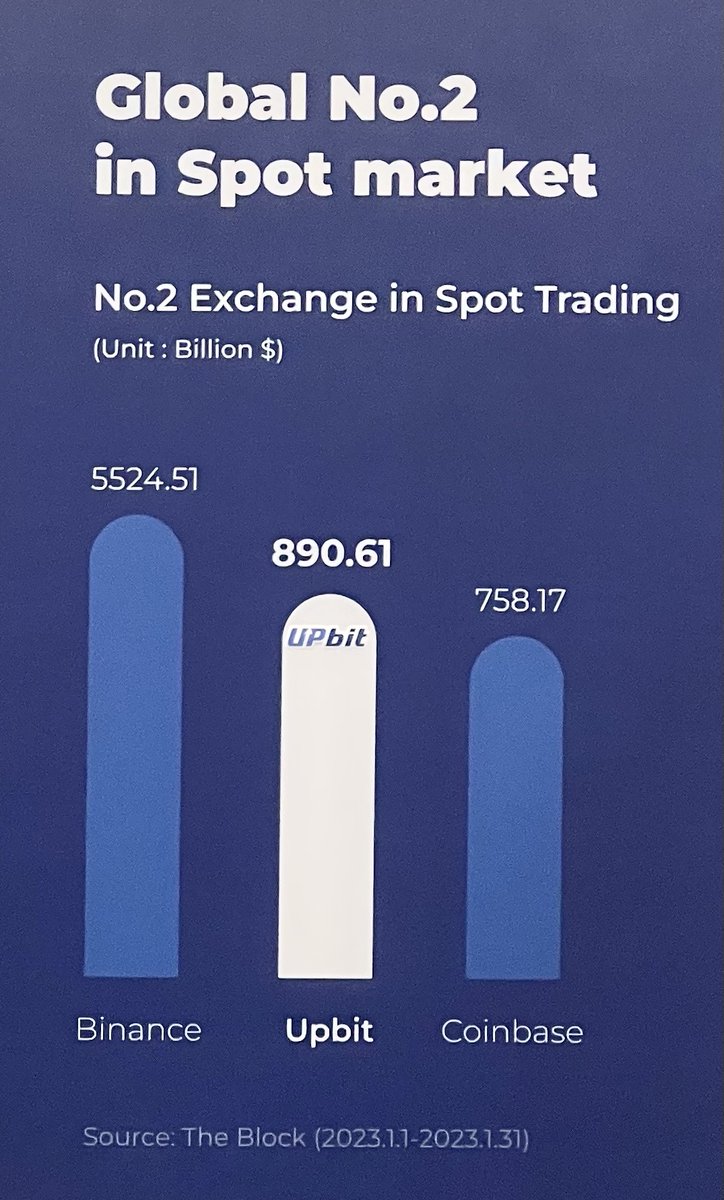 Global No.2
in Spot market
No.2 Exchange in Spot Trading
(Unit : Billion $)
5524.51
890.61
758.17
UPbit
Binance
Upbit
Coinbase
Source: The Block (2023.1.1-2023.1.31)